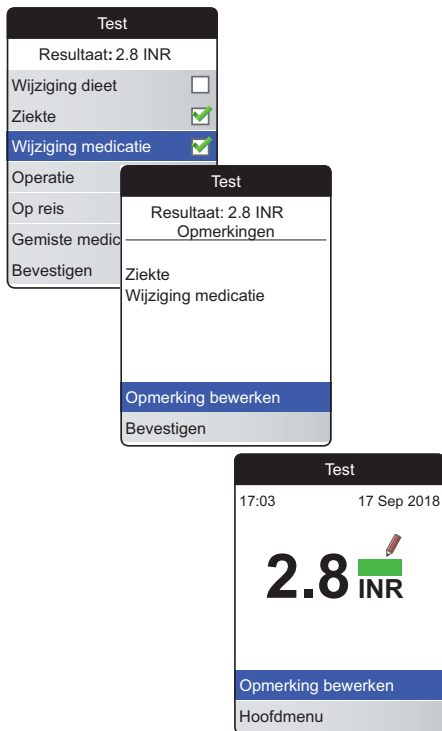 Test
Resultaat: 2.8 INR
Wijziging dieet
Ziekte
Wijziging medicatie
Operatie
Op reis
Gemiste medic
Bevestigen
Test
Resultaat: 2.8 INR
Opmerkingen
Ziekte
Wijziging medicatie
Opmerking bewerken
Bevestigen
Test
17:03 17 Sep 2018
2.8 INR
Opmerking bewerken
Hoofdmenu